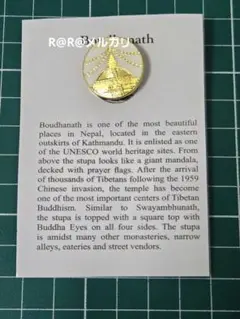 R@R@メルカリ
Boudhanath
Boudhanath is one of the most beautiful
places in Nepal, located in the eastern
outskirts of Kathmandu. It is enlisted as one
of the UNESCO world heritage sites. From
above the stupa looks like a giant mandala,
decked with prayer flags. After the arrival
of thousands of Tibetans following the 1959
Chinese invasion, the temple has become
one of the most important centers of Tibetan
Buddhism. Similar to Swayambhunath,
the stupa is topped with a square top with
Buddha Eyes on all four sides. The stupa
is amidst many other monasteries, narrow
alleys, eateries and street vendors.